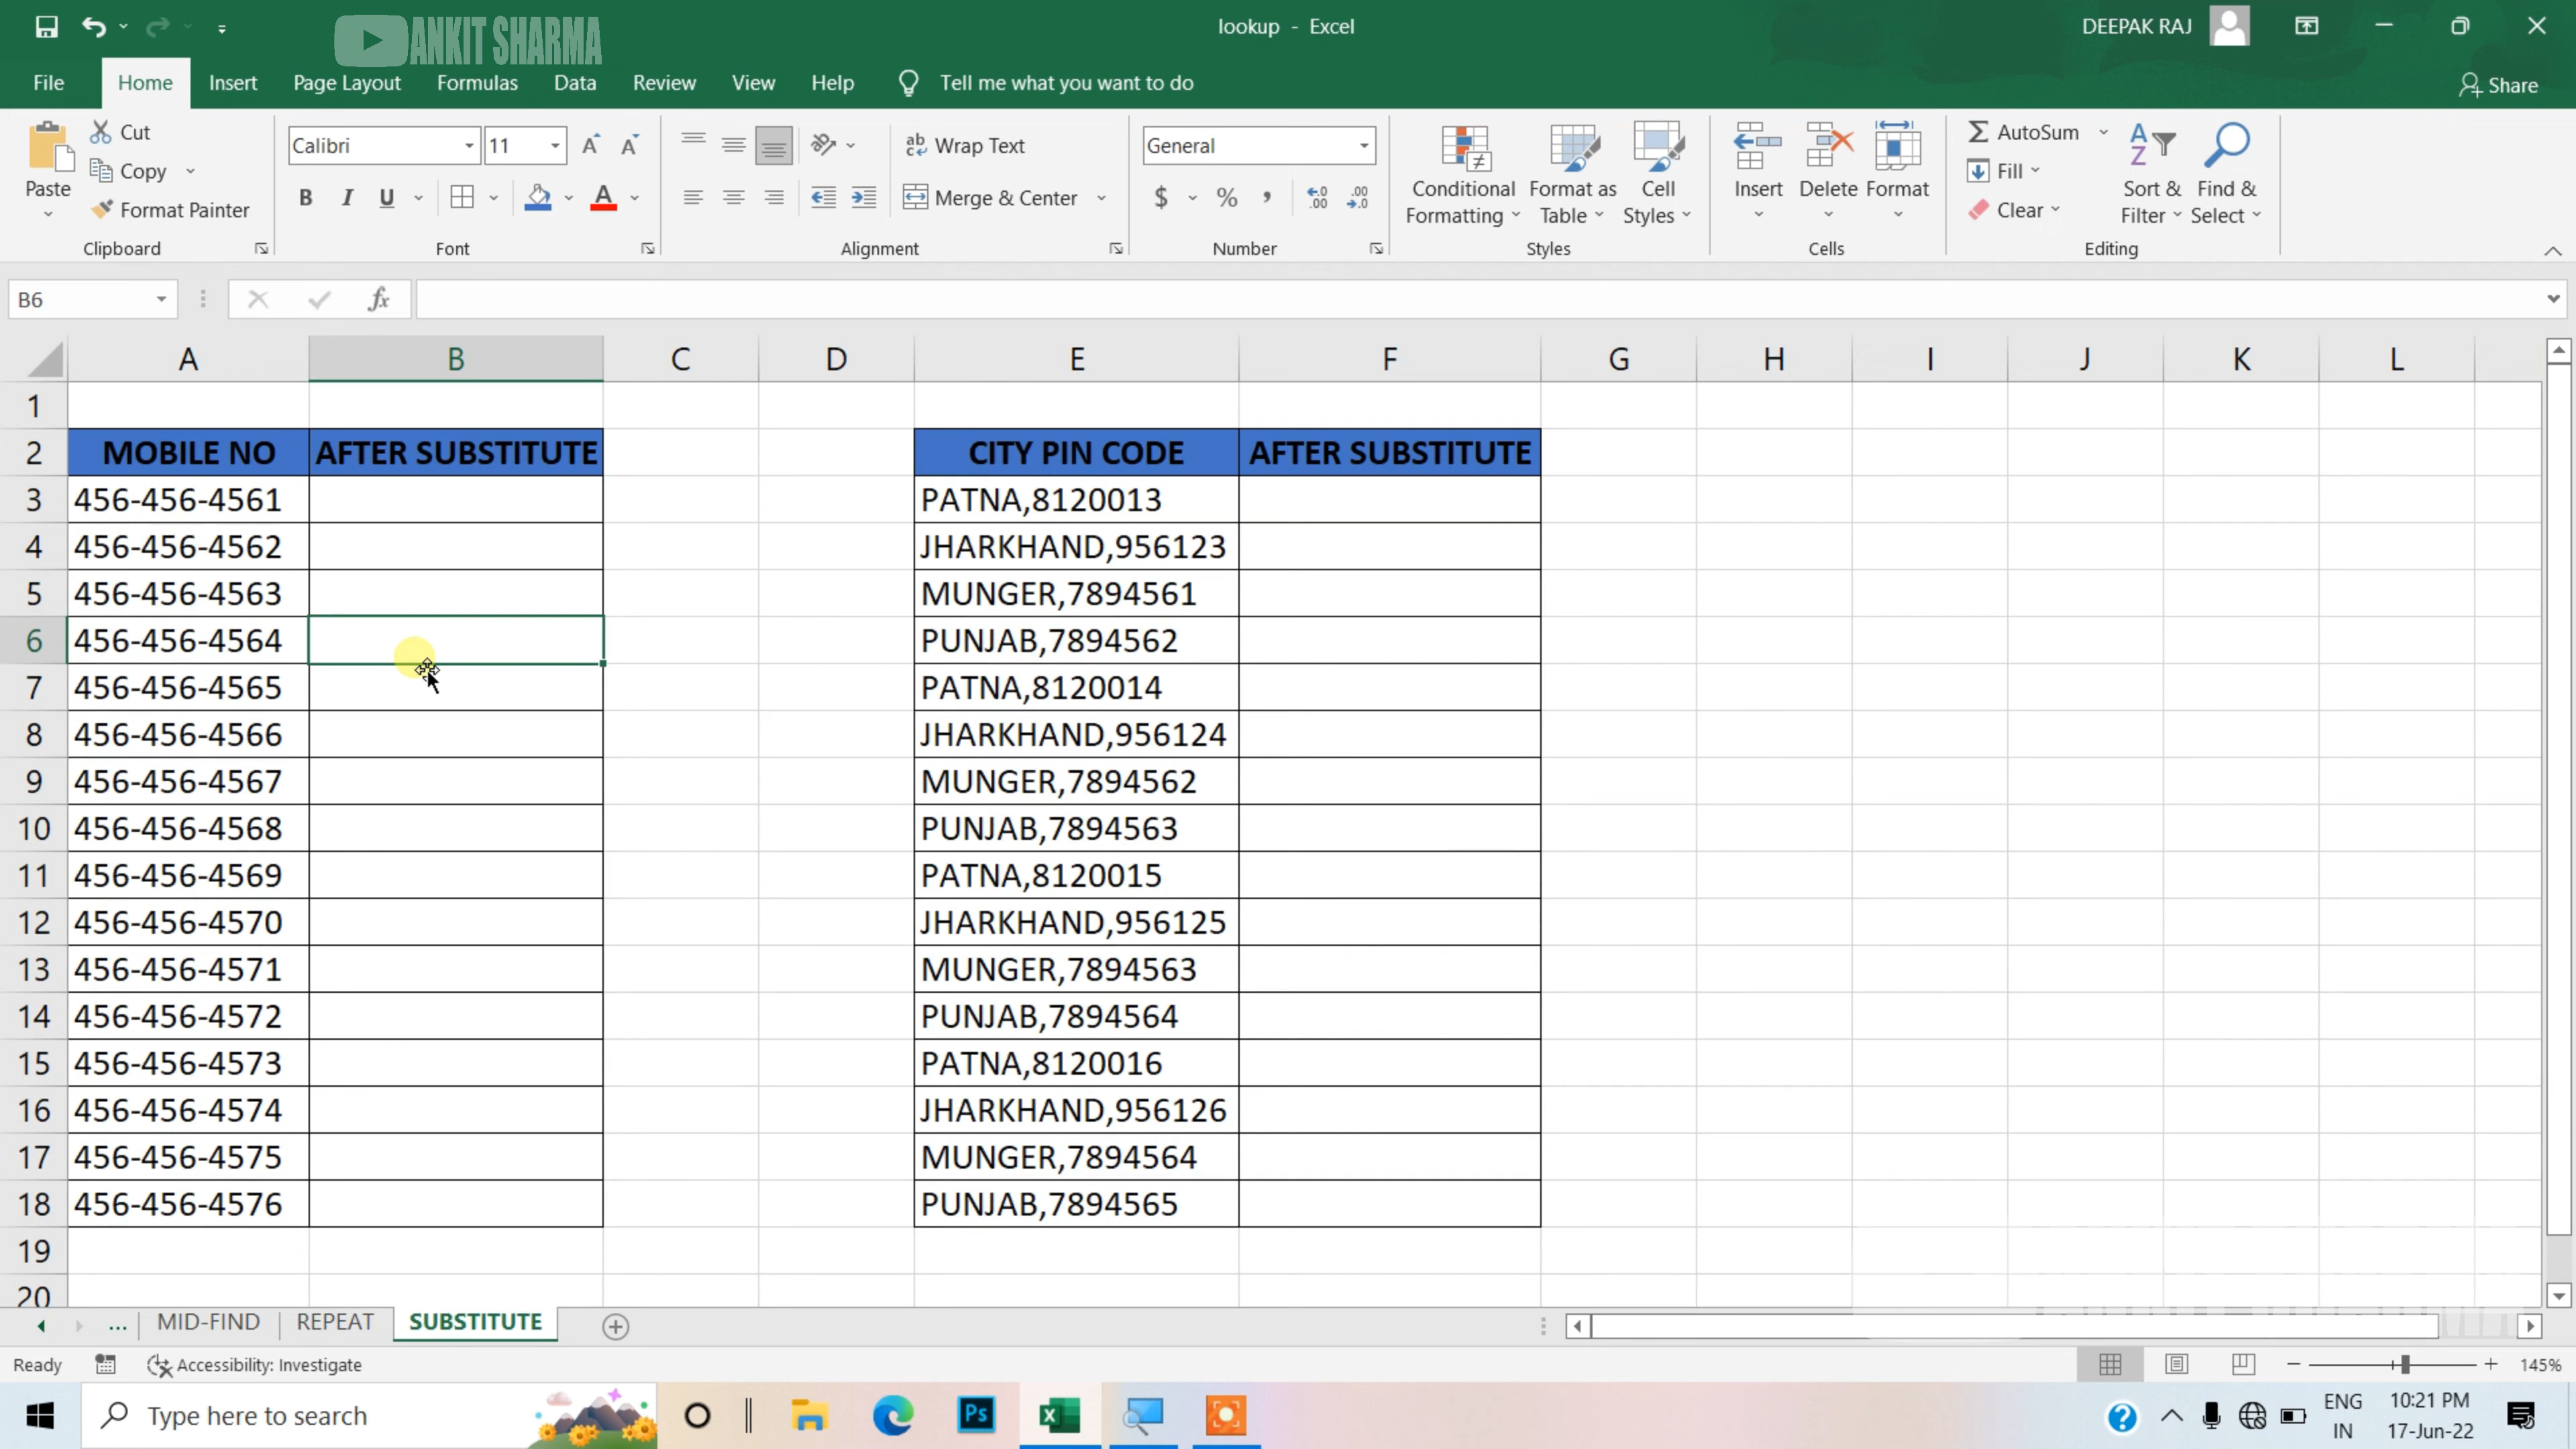 ANKIT SHARMA
lookup - Excel
DEEPAK RAJ
File Home Insert Page Layout Formulas Data Review View Help Tell me what you want to do Share
Paste
Cut
Copy
Format Painter
Clipboard
Calibri 11
B I U A
Font
Wrap Text
Merge & Center
Alignment
General
$ % ,
Number
Conditional Formatting
Format as Table
Cell Styles
Styles
Insert Delete Format
Cells
AutoSum
Fill
Clear
Sort & Filter
Find & Select
Editing
B6 fx
A B C D E F G H I J K L
1
2 MOBILE NO AFTER SUBSTITUTE CITY PIN CODE AFTER SUBSTITUTE
3 456-456-4561 PATNA,8120013
4 456-456-4562 JHARKHAND,956123
5 456-456-4563 MUNGER,7894561
6 456-456-4564 PUNJAB,7894562
7 456-456-4565 PATNA,8120014
8 456-456-4566 JHARKHAND,956124
9 456-456-4567 MUNGER,7894562
10 456-456-4568 PUNJAB,7894563
11 456-456-4569 PATNA,8120015
12 456-456-4570 JHARKHAND,956125
13 456-456-4571 MUNGER,7894563
14 456-456-4572 PUNJAB,7894564
15 456-456-4573 PATNA,8120016
16 456-456-4574 JHARKHAND,956126
17 456-456-4575 MUNGER,7894564
18 456-456-4576 PUNJAB,7894565
19
20
... MID-FIND REPEAT SUBSTITUTE
Ready Accessibility: Investigate 145%
Type here to search
Ps
ENG
IN
10:21 PM
17-Jun-22